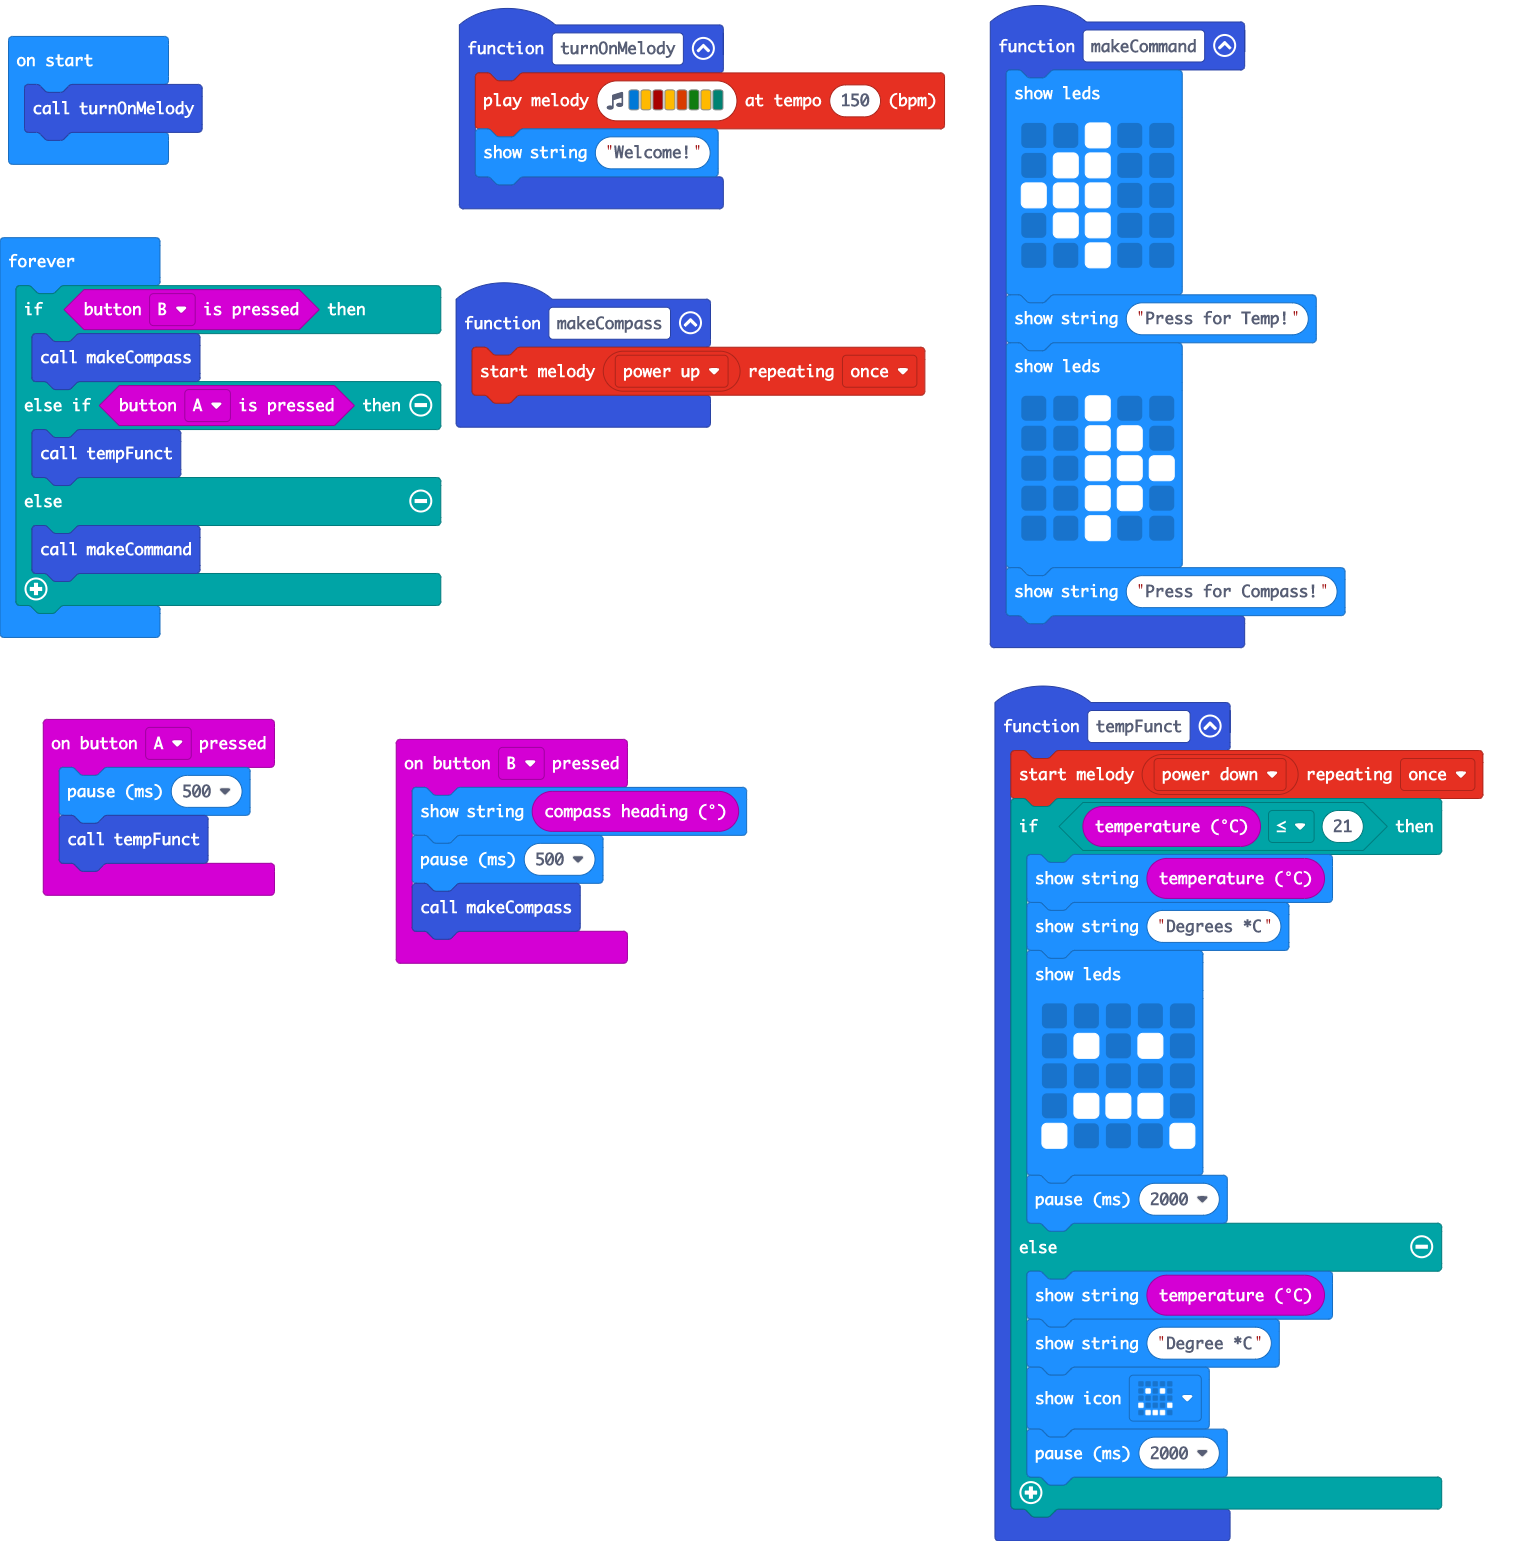 on start
call turnOnMelody
function turnOnMelody
play melody at tempo 150 (bpm)
show string "Welcome!"
function makeCommand
show leds
show string "Press for Temp!"
show leds
show string "Press for Compass!"
forever
if button B is pressed then
call makeCompass
else if button A is pressed then
call tempFunct
else
call makeCommand
function makeCompass
start melody power up repeating once
on button A pressed
pause (ms) 500
call tempFunct
on button B pressed
show string compass heading (°)
pause (ms) 500
call makeCompass
function tempFunct
start melody power down repeating once
if temperature (°C) ≤ 21 then
show string temperature (°C)
show string "Degrees *C"
show leds
pause (ms) 2000
else
show string temperature (°C)
show string "Degree *C"
show icon
pause (ms) 2000